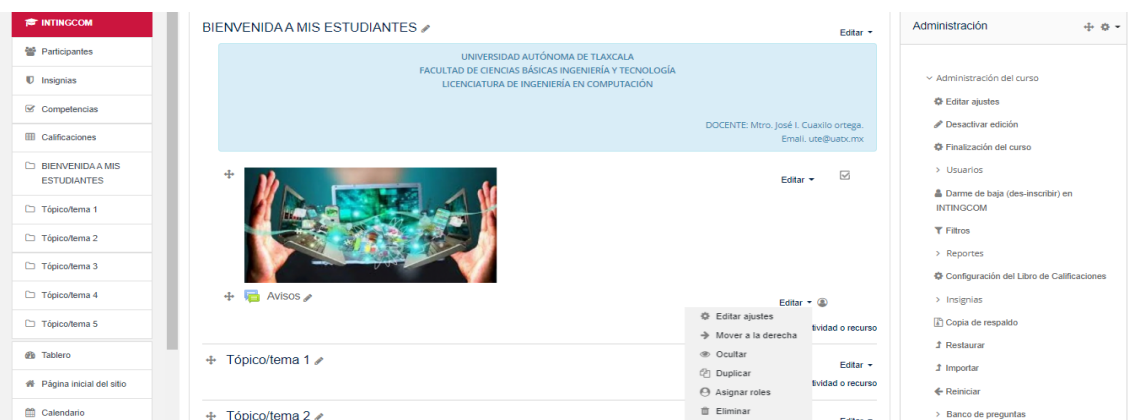 INTINGCOM
Participantes
Insignias
Competencias
Calificaciones
BIENVENIDA A MIS
ESTUDIANTES
Tópico/tema 1
Tópico/tema 2
Tópico/tema 3
Tópico/tema 4
Tópico/tema 5
Tablero
Página inicial del sitio
Calendario
BIENVENIDA A MIS ESTUDIANTES
Editar
UNIVERSIDAD AUTÓNOMA DE TLAXCALA
FACULTAD DE CIENCIAS BÁSICAS INGENIERÍA Y TECNOLOGÍA
LICENCIATURA DE INGENIERÍA EN COMPUTACIÓN
DOCENTE: Mtro. José I. Cuaxilo ortega.
Emali. ute@uatx.mx
Editar
Avisos
Editar
Editar ajustes
Mover a la derecha
Ocultar
Duplicar
Asignar roles
Eliminar
tividad o recurso
Tópico/tema 1
Editar
tividad o recurso
Tópico/tema 2
Editar
Administración
Administración del curso
Editar ajustes
Desactivar edición
Finalización del curso
Usuarios
Darme de baja (des-inscribir) en
INTINGCOM
Filtros
Reportes
Configuración del Libro de Calificaciones
Insignias
Copia de respaldo
Restaurar
Importar
Reiniciar
Banco de preguntas